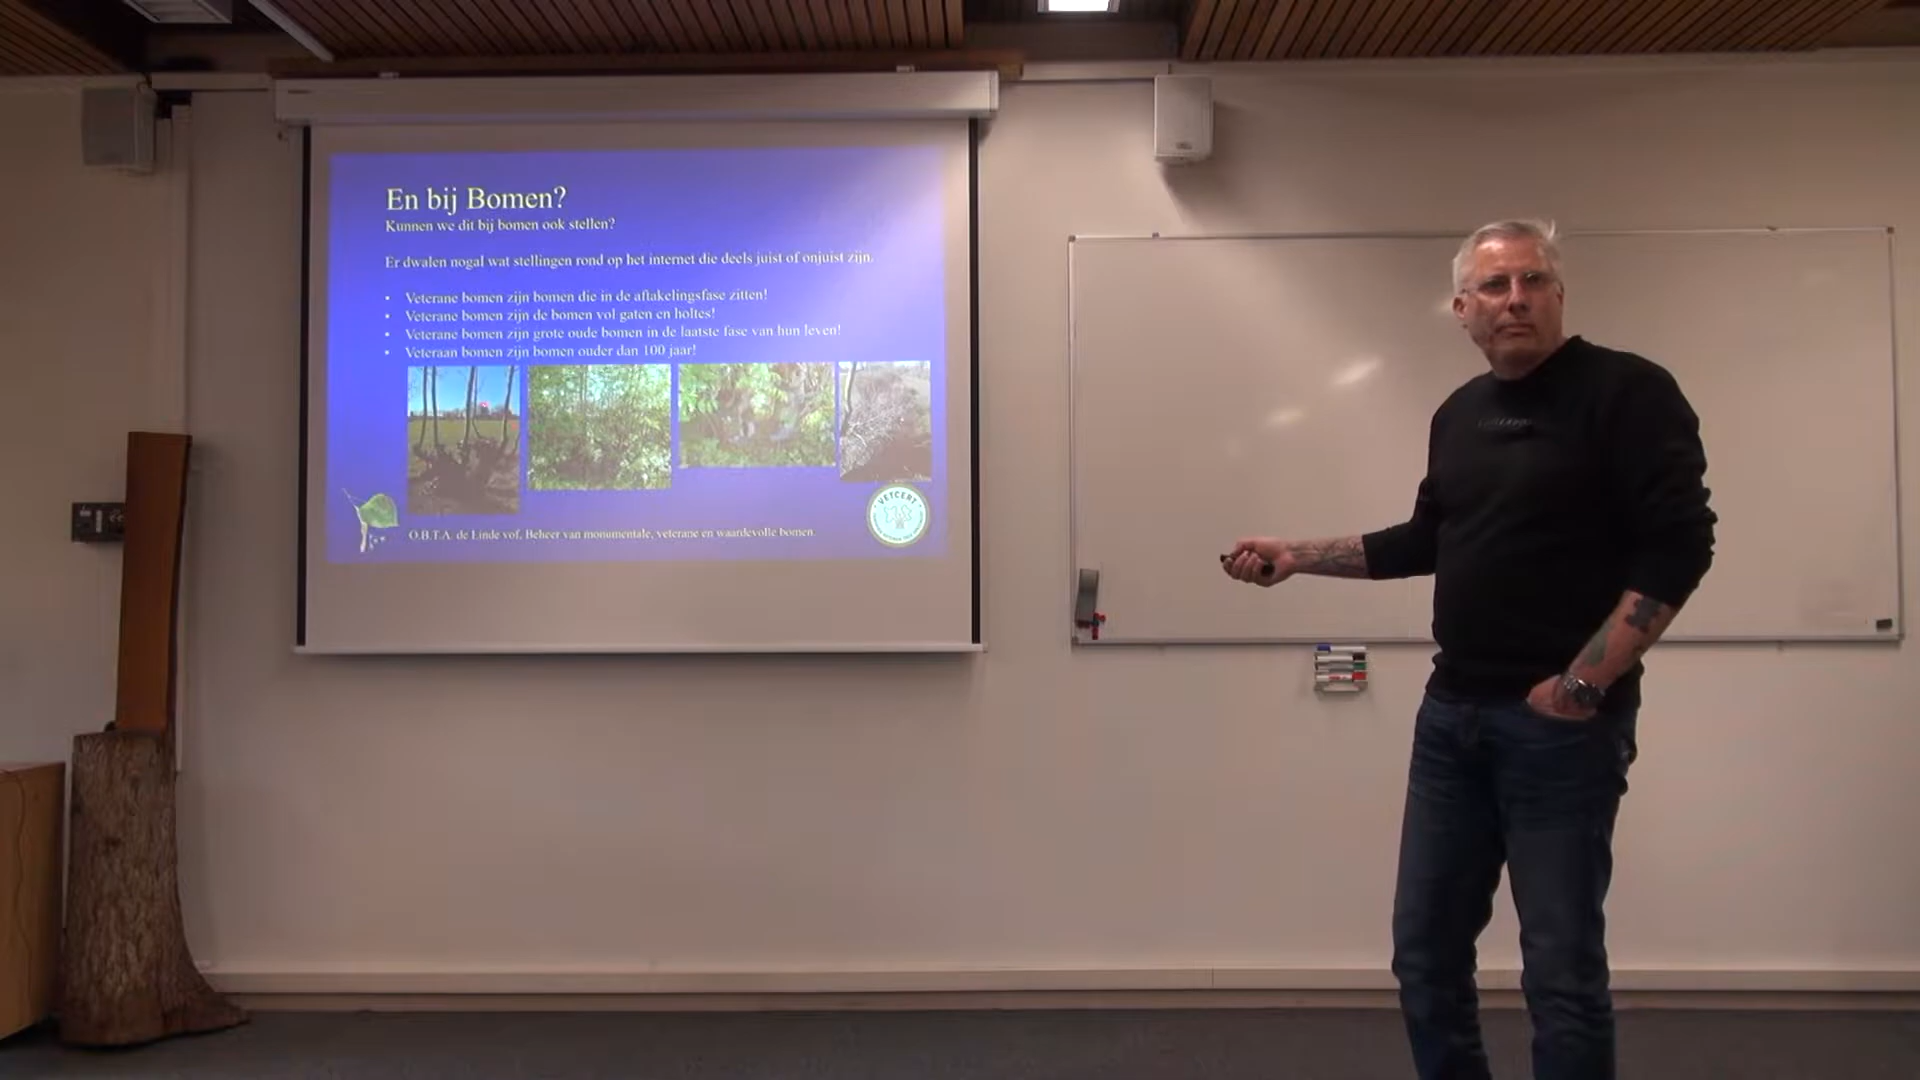 En bij Bomen?
Kunnen we dit bij bomen ook stellen?
Er dwalen nogal wat stellingen rond op het internet die deels juist of onjuist zijn.
• Veterane bomen zijn bomen die in de aftakelingsfase zitten!
• Veterane bomen zijn de bomen vol gaten en holtes!
• Veterane bomen zijn grote oude bomen in de laatste fase van hun leven!
• Veteraan bomen zijn bomen ouder dan 100 jaar!
VETCERT
O.B.T.A. de Linde vof, Beheer van monumentale, veterane en waardevolle bomen.